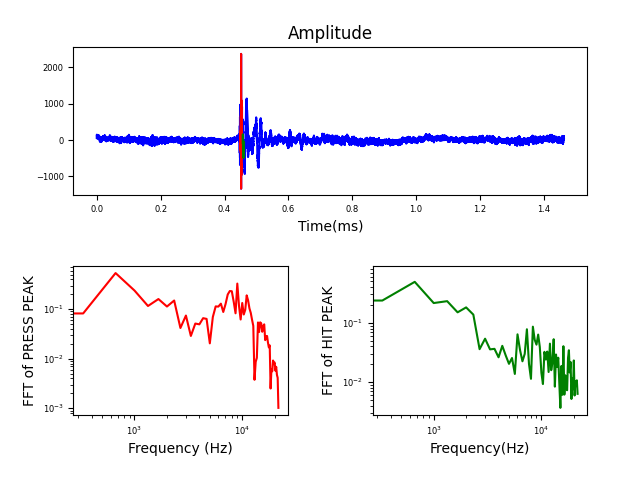 Amplitude
2000
1000
0
−1000
0.0 0.2 0.4 0.6 0.8 1.0 1.2 1.4
Time(ms)
FFT of PRESS PEAK
10⁻¹
10⁻²
10⁻³
10³ 10⁴
Frequency (Hz)
FFT of HIT PEAK
10⁻¹
10⁻²
10³ 10⁴
Frequency(Hz)